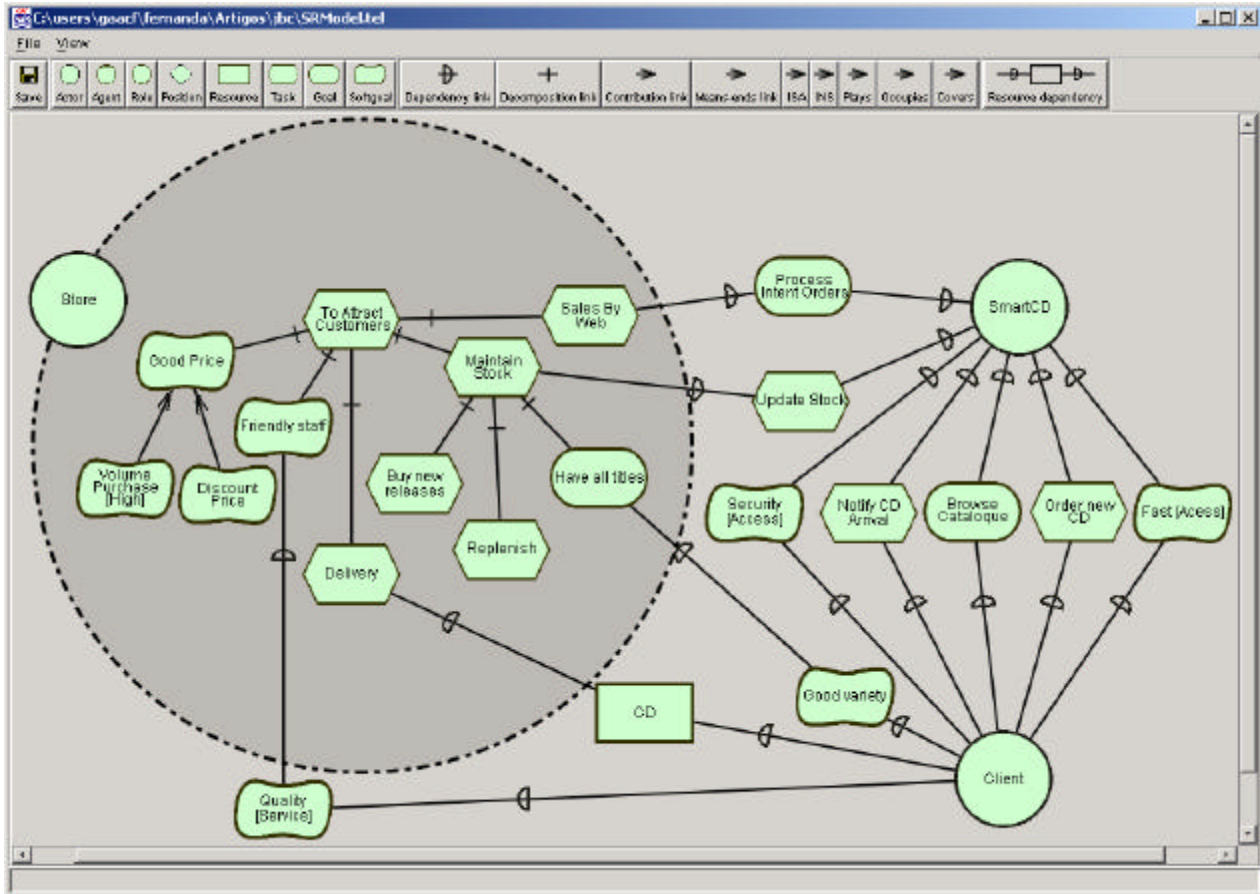 C:\users\gaacf\fernanda\Artigos\jbc\SRModel.tel
File View
Save
Actor
Agent
Role
Position
Resource
Task
Goal
Softgoal
Dependency link
Decomposition link
Contribution link
Means-ends link
ISA
INS
Plays
Occupies
Covers
Resource dependency
Store
To Attract
Customers
Sales By
Web
Process
Intent Orders
SmartCD
Good Price
Maintain
Stock
Update Stock
Friendly staff
Volume
Purchase
[High]
Discount
Price
Buy new
releases
Have all titles
Security
[Access]
Notify CD
Arrival
Browse
Catalogue
Order new
CD
Fast [Acess]
Replenish
Delivery
CD
Good variety
Client
Quality
[Service]